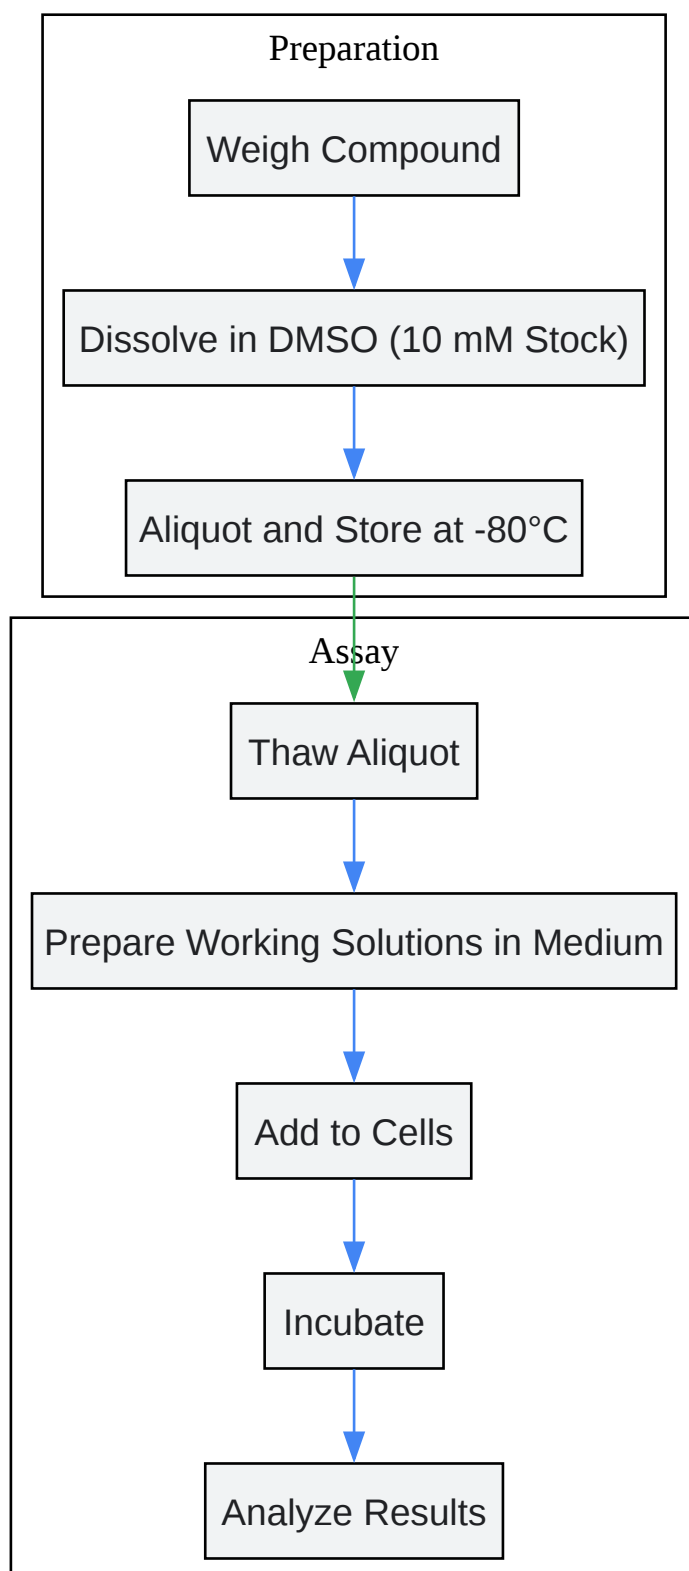 Preparation
Weigh Compound
Dissolve in DMSO (10 mM Stock)
Aliquot and Store at -80°C
Assay
Thaw Aliquot
Prepare Working Solutions in Medium
Add to Cells
Incubate
Analyze Results